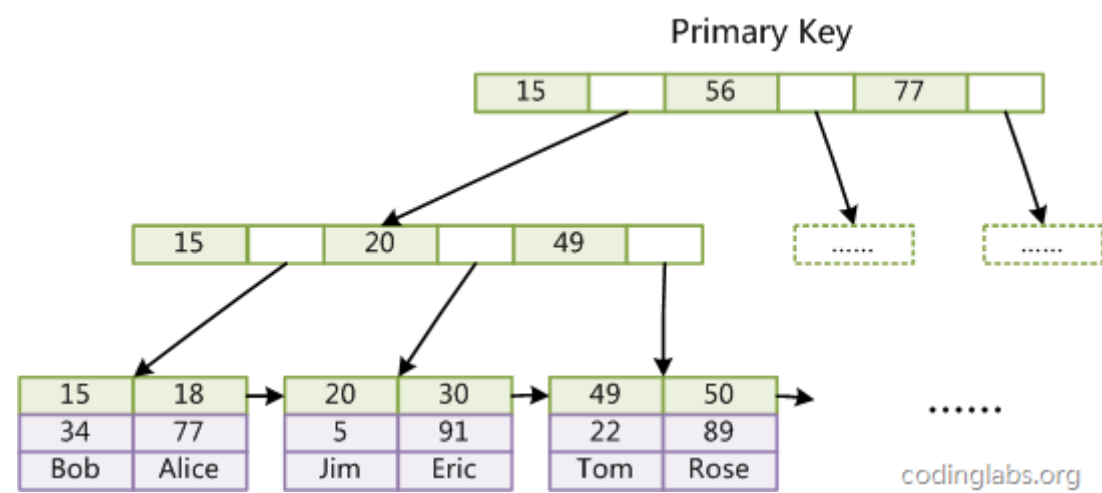 Primary Key
15 56 77
15 20 49
...... ......
15 18 20 30 49 50
34 77 5 91 22 89
Bob Alice Jim Eric Tom Rose
......
codinglabs.org